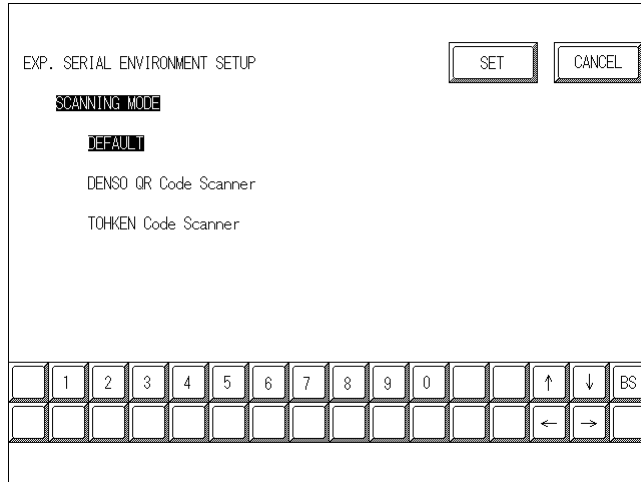 EXP. SERIAL ENVIRONMENT SETUP SET CANCEL
SCANNING MODE
DEFAULT
DENSO QR Code Scanner
TOHKEN Code Scanner
1 2 3 4 5 6 7 8 9 0 ↑ ↓ BS
← →